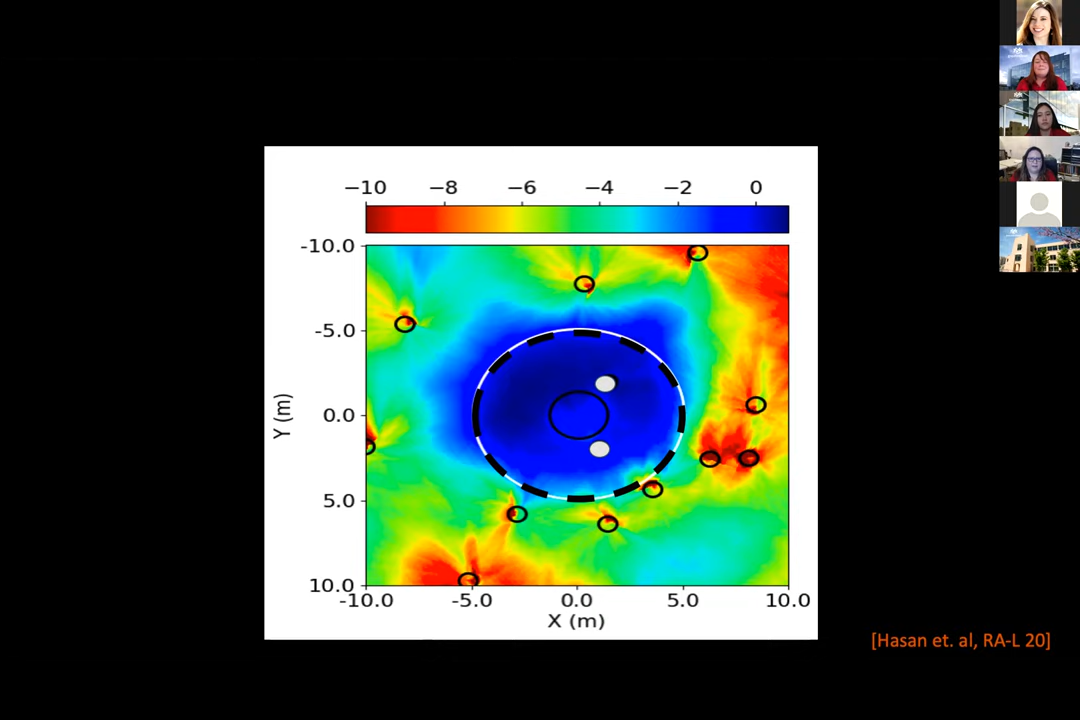 −10 −8 −6 −4 −2 0
-10.0
-5.0
0.0
5.0
10.0
Y (m)
-10.0 -5.0 0.0 5.0 10.0
X (m)
[Hasan et. al, RA-L 20]